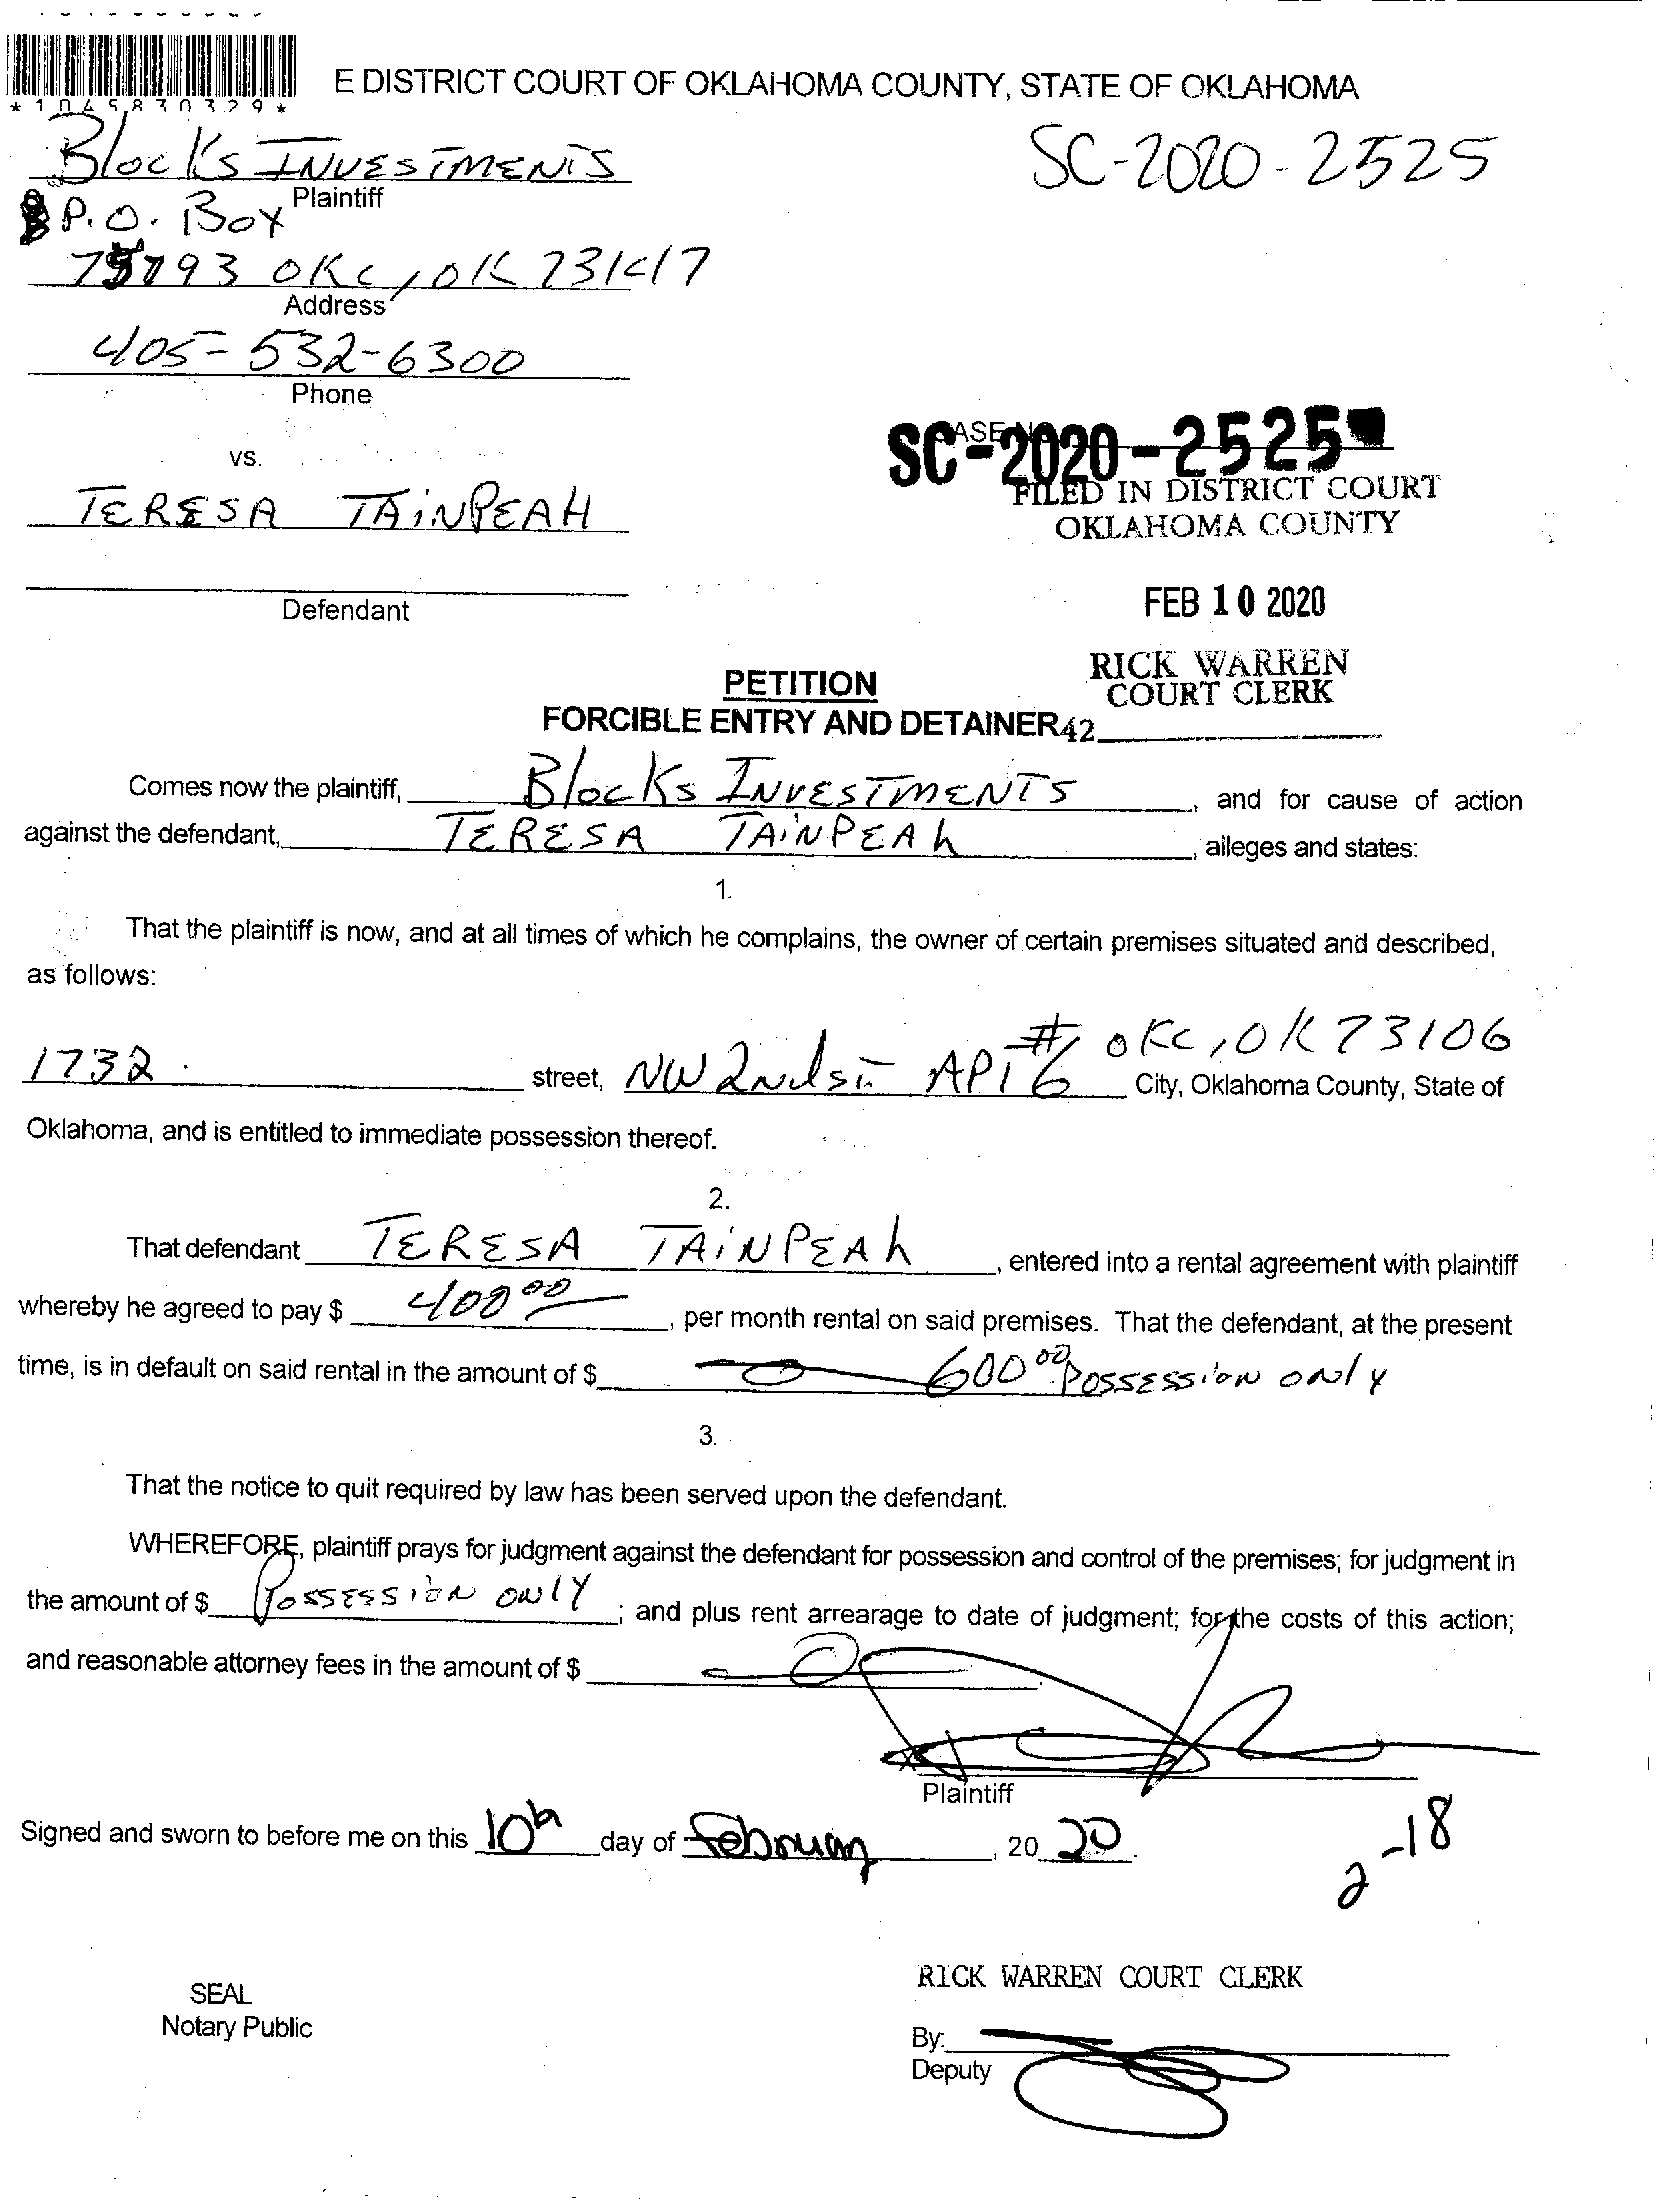 *1045830329*
E DISTRICT COURT OF OKLAHOMA COUNTY, STATE OF OKLAHOMA
Blocks INVESTMENTS
Plaintiff
SC-2020-2525
P.O. Box
OKC, OK 73147
Address
405-532-6300
Phone
vs.
TERESA TAINPEAH
Defendant
SC-2020-2525
FILED IN DISTRICT COURT
OKLAHOMA COUNTY
FEB 10 2020
RICK WARREN
COURT CLERK
42
PETITION
FORCIBLE ENTRY AND DETAINER
Comes now the plaintiff, Blocks INVESTMENTS, and for cause of action
against the defendant, TERESA TAINPEAh, alleges and states:
1.
That the plaintiff is now, and at all times of which he complains, the owner of certain premises situated and described,
as follows:
1732 street, NW 2nd St APT #6 OKC, OK 73106 City, Oklahoma County, State of
Oklahoma, and is entitled to immediate possession thereof.
2.
That defendant TERESA TAINPEAh, entered into a rental agreement with plaintiff
whereby he agreed to pay $ 400 00, per month rental on said premises. That the defendant, at the present
time, is in default on said rental in the amount of $ 600 00 POSSESSION ONLY
3.
That the notice to quit required by law has been served upon the defendant.
WHEREFORE, plaintiff prays for judgment against the defendant for possession and control of the premises; for judgment in
the amount of $ POSSESSION ONLY; and plus rent arrearage to date of judgment; for the costs of this action;
and reasonable attorney fees in the amount of $
Plaintiff
Signed and sworn to before me on this 10th day of February, 20 20.
2-18
SEAL
Notary Public
RICK WARREN COURT CLERK
By:
Deputy